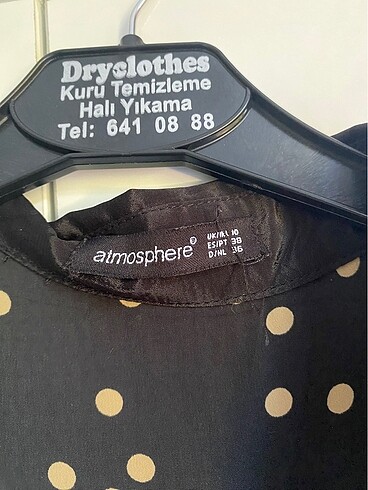 Dryclothes
Kuru Temizleme
Halı Yıkama
Tel: 641 08 88
atmosphere
UK/IRL 10
ES/PT 38
D/NL 36